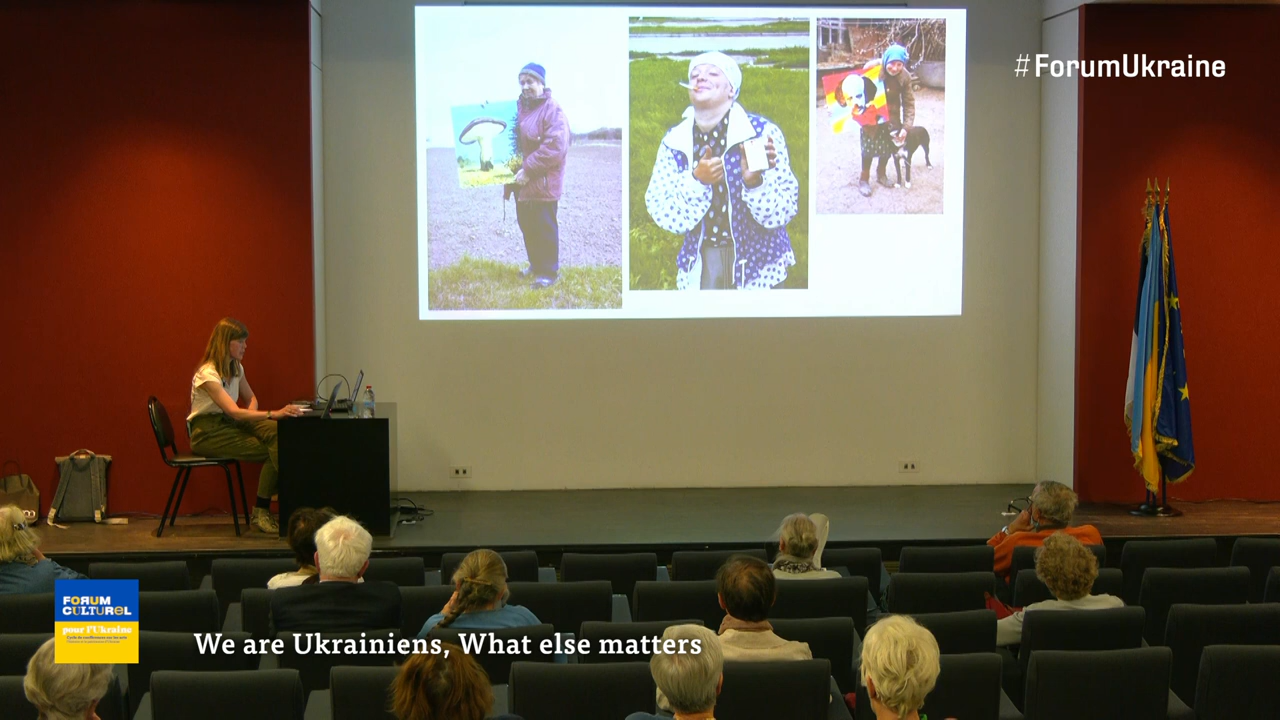 #ForumUkraine
FORUM
CULTUREL
pour l'Ukraine
We are Ukrainiens, What else matters